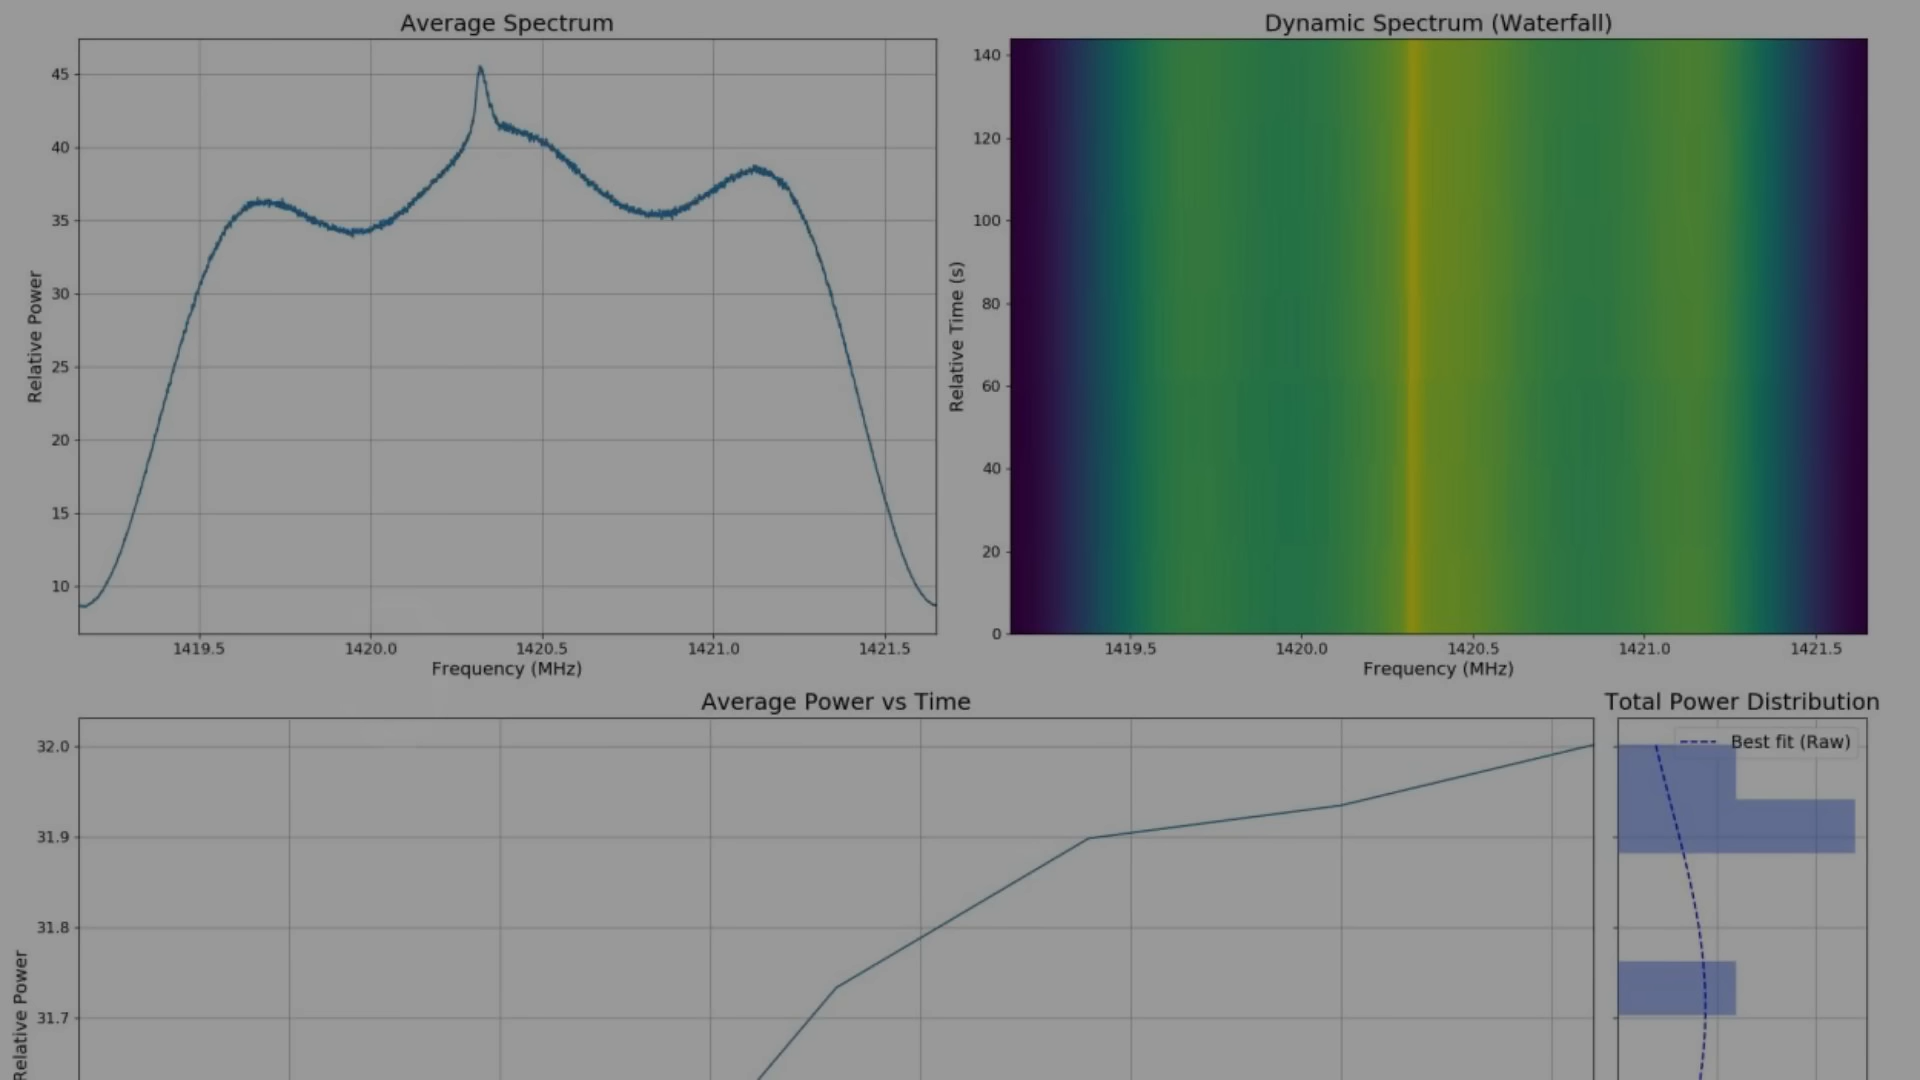 Average Spectrum
45
40
35
30
25
20
15
10
Relative Power
1419.5 1420.0 1420.5 1421.0 1421.5
Frequency (MHz)
Dynamic Spectrum (Waterfall)
140
120
100
80
60
40
20
0
Relative Time (s)
1419.5 1420.0 1420.5 1421.0 1421.5
Frequency (MHz)
Average Power vs Time
32.0
31.9
31.8
31.7
Relative Power
Total Power Distribution
Best fit (Raw)